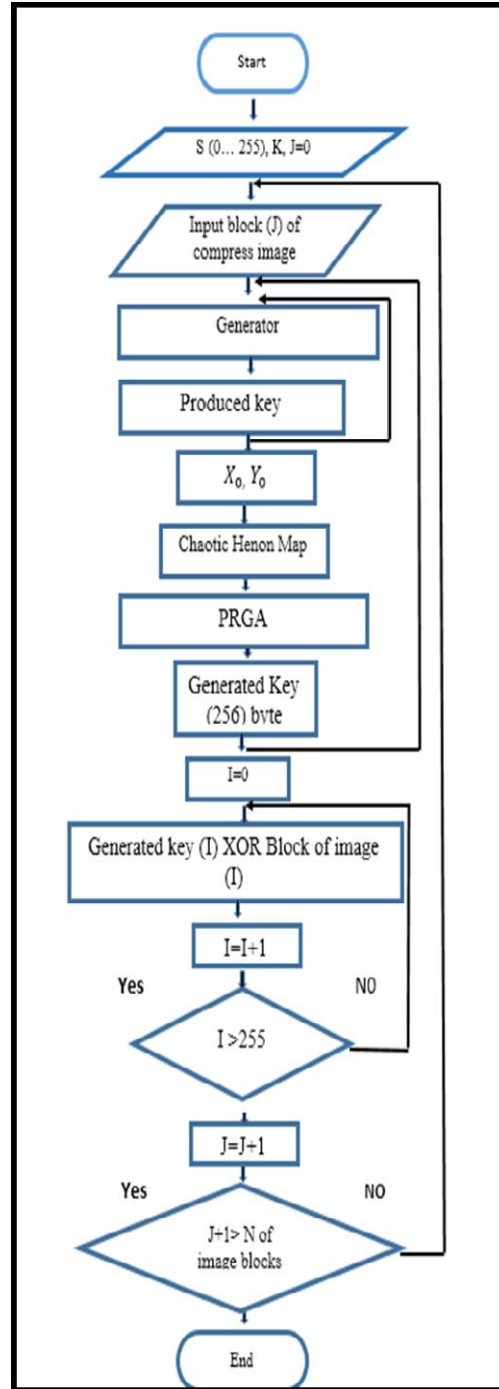 Start
S (0... 255), K, J=0
Input block (J) of
compress image
Generator
Produced key
X₀, Y₀
Chaotic Henon Map
PRGA
Generated Key
(256) byte
I=0
Generated key (I) XOR Block of image
(I)
I=I+1
Yes NO
I >255
J=J+1
Yes NO
J+1> N of
image blocks
End